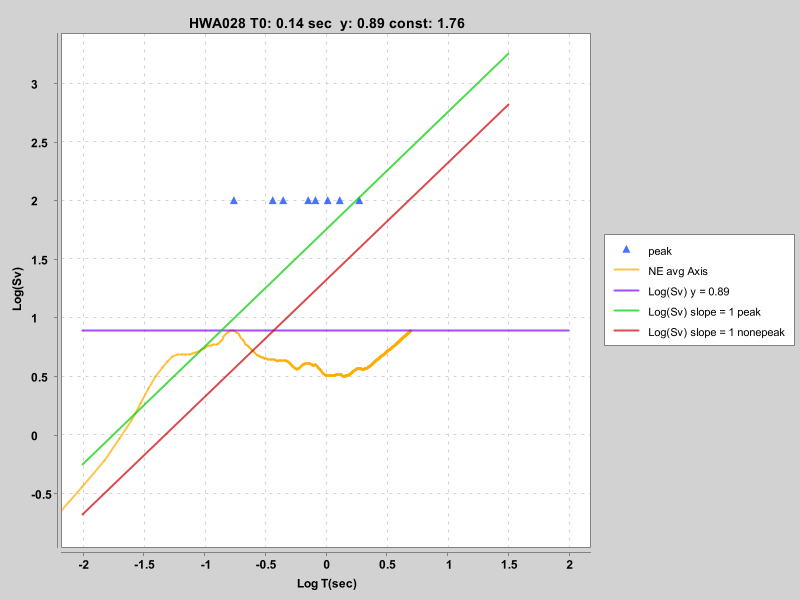 HWA028 T0: 0.14 sec  y: 0.89 const: 1.76
Log(Sv)
3
2.5
2
1.5
1
0.5
0
-0.5
-2
-1.5
-1
-0.5
0
0.5
1
1.5
2
Log T(sec)
peak
NE avg Axis
Log(Sv) y = 0.89
Log(Sv) slope = 1 peak
Log(Sv) slope = 1 nonepeak